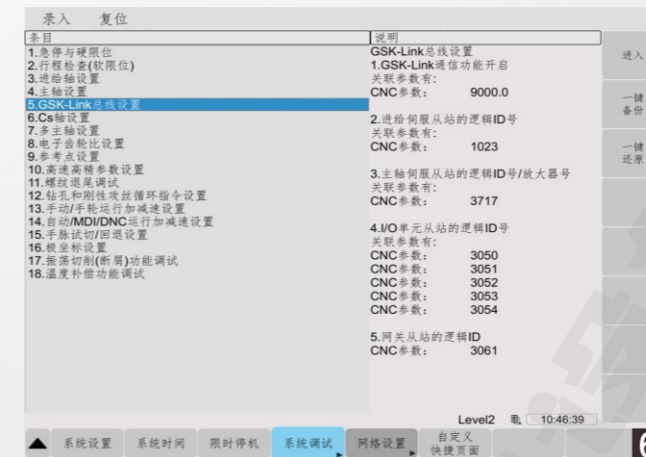 录入 复位
条目
1.急停与硬限位
2.行程检查(软限位)
3.进给轴设置
4.主轴设置
5.GSK-Link总线设置
6.Cs轴设置
7.多主轴设置
8.电子齿轮比设置
9.参考点设置
10.高速高精参数设置
11.螺纹退尾调试
12.钻孔和刚性攻丝循环指令设置
13.手动/手轮运行加减速设置
14.自动/MDI/DNC运行加减速设置
15.手脉试切/回退设置
16.极坐标设置
17.振荡切削(断屑)功能调试
18.温度补偿功能调试
说明
GSK-Link总线设置
1.GSK-Link通信功能开启
关联参数有:
CNC参数: 9000.0
2.进给伺服从站的逻辑ID号
关联参数有:
CNC参数: 1023
3.主轴伺服从站的逻辑ID号/放大器号
关联参数有:
CNC参数: 3717
4.I/O单元从站的逻辑ID号
关联参数有:
CNC参数: 3050
CNC参数: 3051
CNC参数: 3052
CNC参数: 3053
CNC参数: 3054
5.网关从站的逻辑ID
CNC参数: 3061
进入
一键
备份
一键
还原
Level2 10:46:39
系统设置 系统时间 限时停机 系统调试 网络设置 自定义
快捷页面